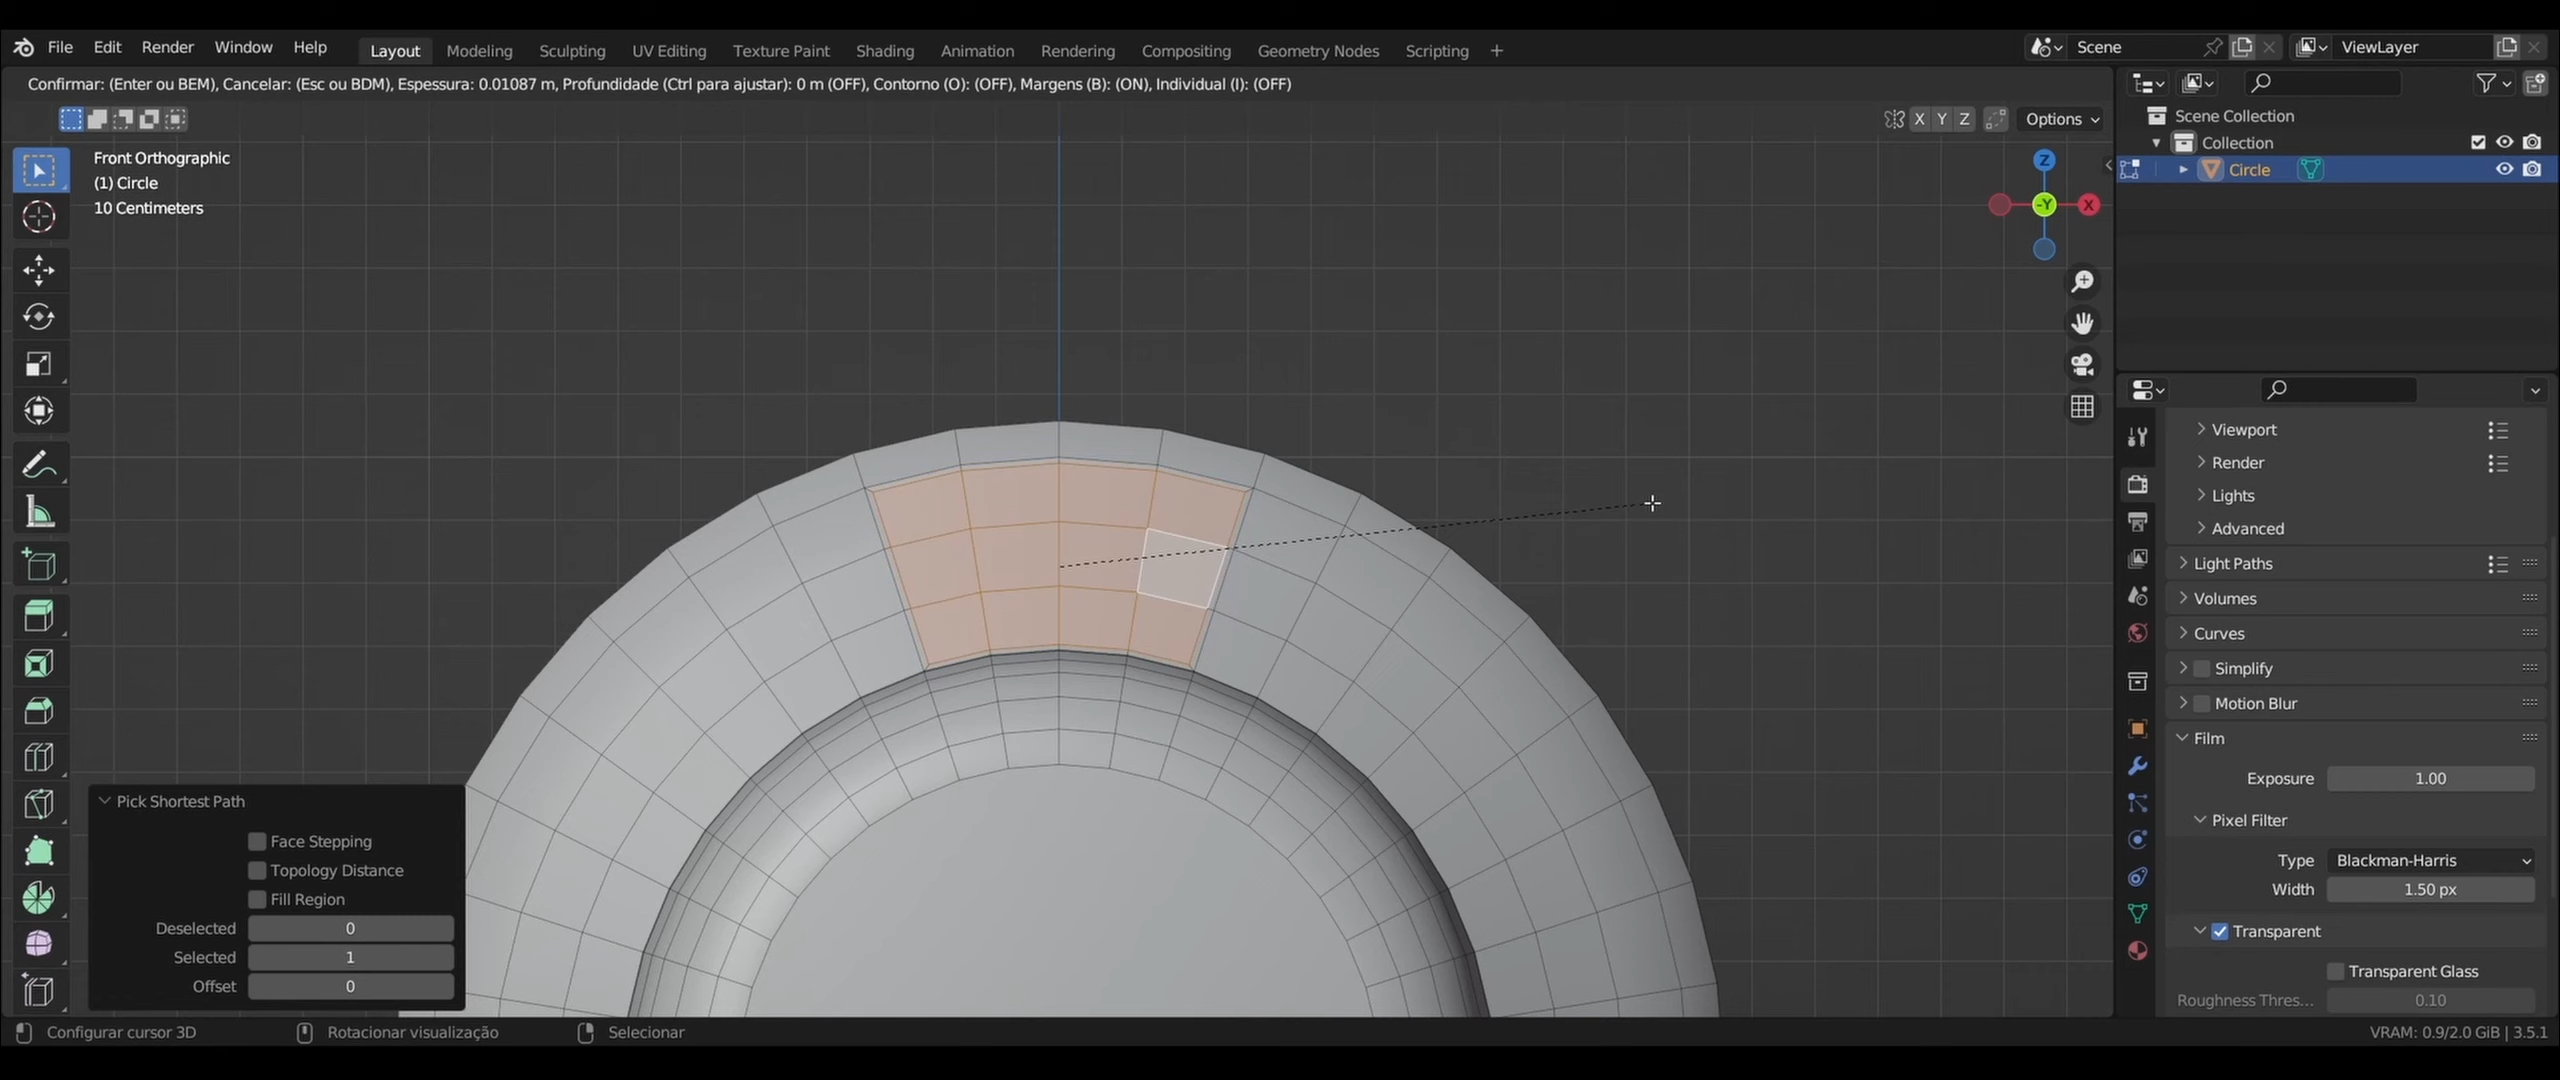 File Edit Render Window Help Layout Modeling Sculpting UV Editing Texture Paint Shading Animation Rendering Compositing Geometry Nodes Scripting + Scene ViewLayer
Confirmar: (Enter ou BEM), Cancelar: (Esc ou BDM), Espessura: 0.01087 m, Profundidade (Ctrl para ajustar): 0 m (OFF), Contorno (O): (OFF), Margens (B): (ON), Individual (I): (OFF)
X Y Z Options
Front Orthographic
(1) Circle
10 Centimeters
Z
-Y X
Scene Collection
Collection
Circle
Viewport
Render
Lights
Advanced
Light Paths
Volumes
Curves
Simplify
Motion Blur
Film
Exposure 1.00
Pixel Filter
Type Blackman-Harris
Width 1.50 px
Transparent
Transparent Glass
Roughness Thres... 0.10
Pick Shortest Path
Face Stepping
Topology Distance
Fill Region
Deselected 0
Selected 1
Offset 0
Configurar cursor 3D Rotacionar visualização Selecionar VRAM: 0.9/2.0 GiB | 3.5.1